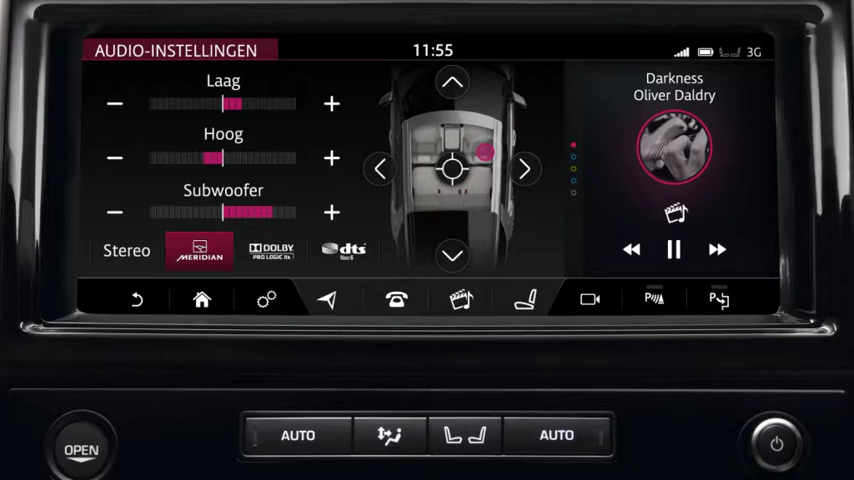 AUDIO-INSTELLINGEN
11:55
3G
Laag
Hoog
Subwoofer
Stereo
MERIDIAN
DOLBY
PRO LOGIC IIx
dts
Neo:6
Darkness
Oliver Daldry
P
P
OPEN
AUTO
AUTO